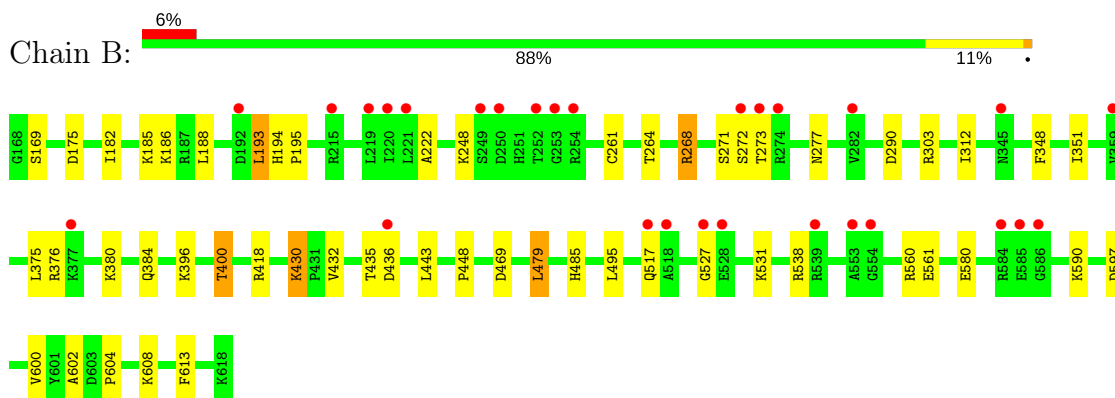 6%
Chain B:
88%
11%
•
G168
S169
D175
I182
K185
K186
R187
L188
D192
L193
H194
P195
R215
L219
I220
L221
A222
K248
S249
D250
H251
T252
G253
R254
C261
T264
R268
S271
S272
T273
R274
N277
V282
D290
R303
I312
N345
F348
I351
V359
L375
R376
K377
K380
Q384
K396
T400
R418
K430
P431
V432
T435
D436
L443
P448
D469
L479
H485
L495
Q517
A518
G527
E528
K531
R538
R539
A553
G554
R560
E561
E580
R584
E585
G586
K590
D597
V600
Y601
A602
D603
P604
K608
F613
K618